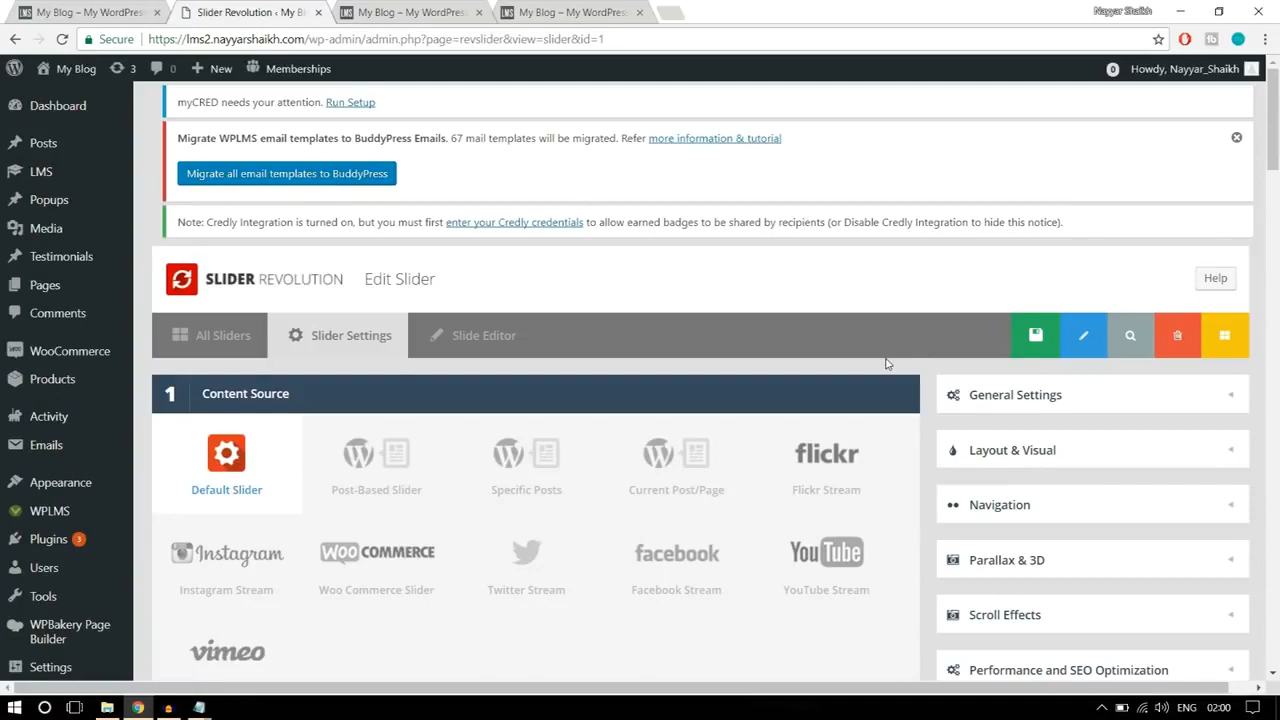 My Blog – My WordPres
Slider Revolution ‹ My B
My Blog – My WordPress
My Blog – My WordPress
Nayyar Shaikh
Secure
https://lms2.nayyarshaikh.com/wp-admin/admin.php?page=revslider&view=slider&id=1
My Blog
3
0
New
Memberships
0
Howdy, Nayyar_Shaikh
Dashboard
Posts
LMS
Popups
Media
Testimonials
Pages
Comments
WooCommerce
Products
Activity
Emails
Appearance
WPLMS
Plugins 3
Users
Tools
WPBakery Page
Builder
Settings
myCRED needs your attention. Run Setup
Migrate WPLMS email templates to BuddyPress Emails. 67 mail templates will be migrated. Refer more information & tutorial
Migrate all email templates to BuddyPress
Note: Credly Integration is turned on, but you must first enter your Credly credentials to allow earned badges to be shared by recipients (or Disable Credly Integration to hide this notice).
SLIDER REVOLUTION
Edit Slider
Help
All Sliders
Slider Settings
Slide Editor
1
Content Source
Default Slider
Post-Based Slider
Specific Posts
Current Post/Page
flickr
Flickr Stream
Instagram
Instagram Stream
WOO COMMERCE
Woo Commerce Slider
Twitter Stream
facebook
Facebook Stream
YouTube
YouTube Stream
vimeo
General Settings
Layout & Visual
Navigation
Parallax & 3D
Scroll Effects
Performance and SEO Optimization
ENG
02:00